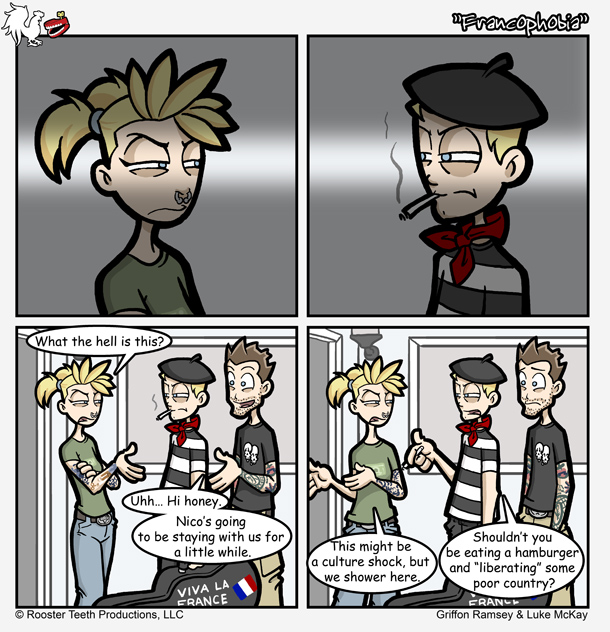 "Francophobia"
What the hell is this?
Uhh... Hi honey.
Nico's going
to be staying with us for
a little while.
VIVA LA
FRANCE
This might be
a culture shock, but
we shower here.
Shouldn't you
be eating a hamburger
and "liberating" some
poor country?
VIVA LA
FRANCE
© Rooster Teeth Productions, LLC
Griffon Ramsey & Luke McKay